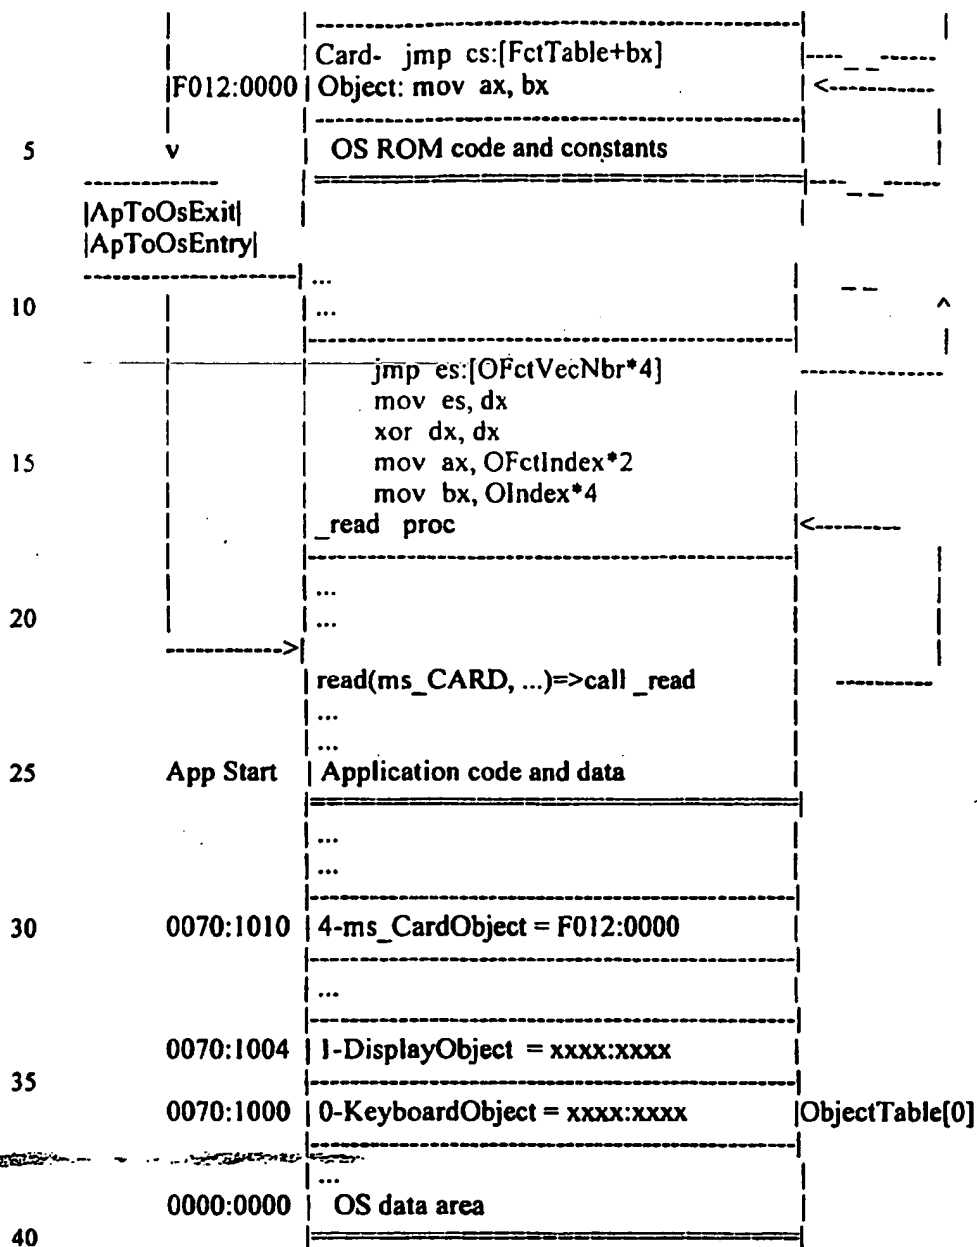 Card- jmp cs:[FctTable+bx]
F012:0000 Object: mov ax, bx
5 v OS ROM code and constants
ApToOsExit
ApToOsEntry
...
10 ...
jmp es:[OFctVecNbr*4]
mov es, dx
xor dx, dx
15 mov ax, OFctIndex*2
mov bx, OIndex*4
_read proc
...
20 ...
read(ms_CARD, ...)=>call _read
...
...
25 App Start Application code and data
...
...
30 0070:1010 4-ms_CardObject = F012:0000
...
0070:1004 1-DisplayObject = xxxx:xxxx
35
0070:1000 0-KeyboardObject = xxxx:xxxx ObjectTable[0]
...
0000:0000 OS data area
40